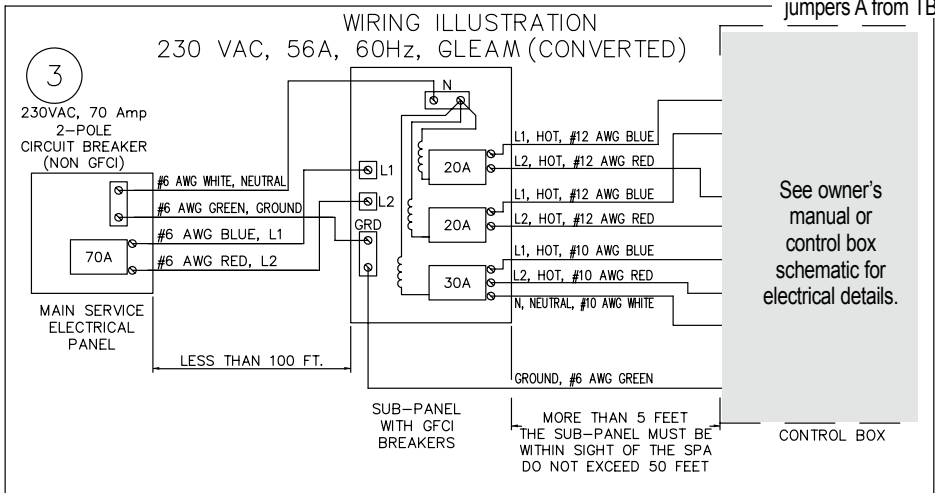 jumpers A from TB
WIRING ILLUSTRATION
230 VAC, 56A, 60Hz, GLEAM (CONVERTED)
3
230VAC, 70 Amp
2-POLE
CIRCUIT BREAKER
(NON GFCI)
#6 AWG WHITE, NEUTRAL
#6 AWG GREEN, GROUND
#6 AWG BLUE, L1
#6 AWG RED, L2
70A
MAIN SERVICE
ELECTRICAL
PANEL
LESS THAN 100 FT.
N
L1
L2
GRD
20A
20A
30A
SUB-PANEL
WITH GFCI
BREAKERS
L1, HOT, #12 AWG BLUE
L2, HOT, #12 AWG RED
L1, HOT, #12 AWG BLUE
L2, HOT, #12 AWG RED
L1, HOT, #10 AWG BLUE
L2, HOT, #10 AWG RED
N, NEUTRAL, #10 AWG WHITE
GROUND, #6 AWG GREEN
MORE THAN 5 FEET
THE SUB-PANEL MUST BE
WITHIN SIGHT OF THE SPA
DO NOT EXCEED 50 FEET
See owner's
manual or
control box
schematic for
electrical details.
CONTROL BOX